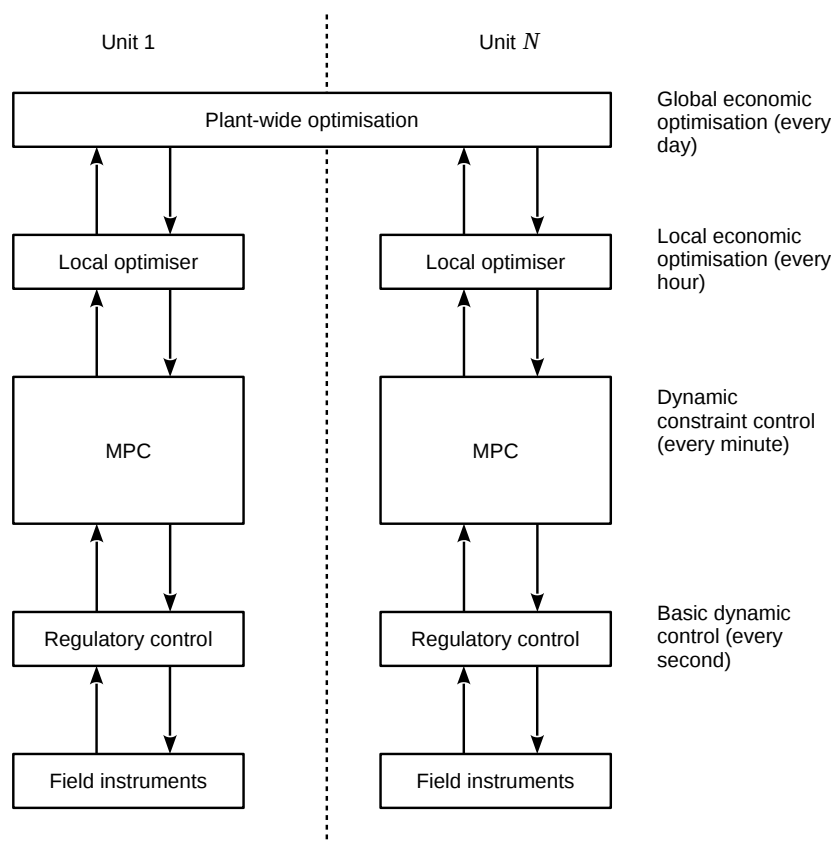 Unit 1
Unit N
Plant-wide optimisation
Global economic
optimisation (every
day)
Local optimiser
Local optimiser
Local economic
optimisation (every
hour)
MPC
MPC
Dynamic
constraint control
(every minute)
Regulatory control
Regulatory control
Basic dynamic
control (every
second)
Field instruments
Field instruments